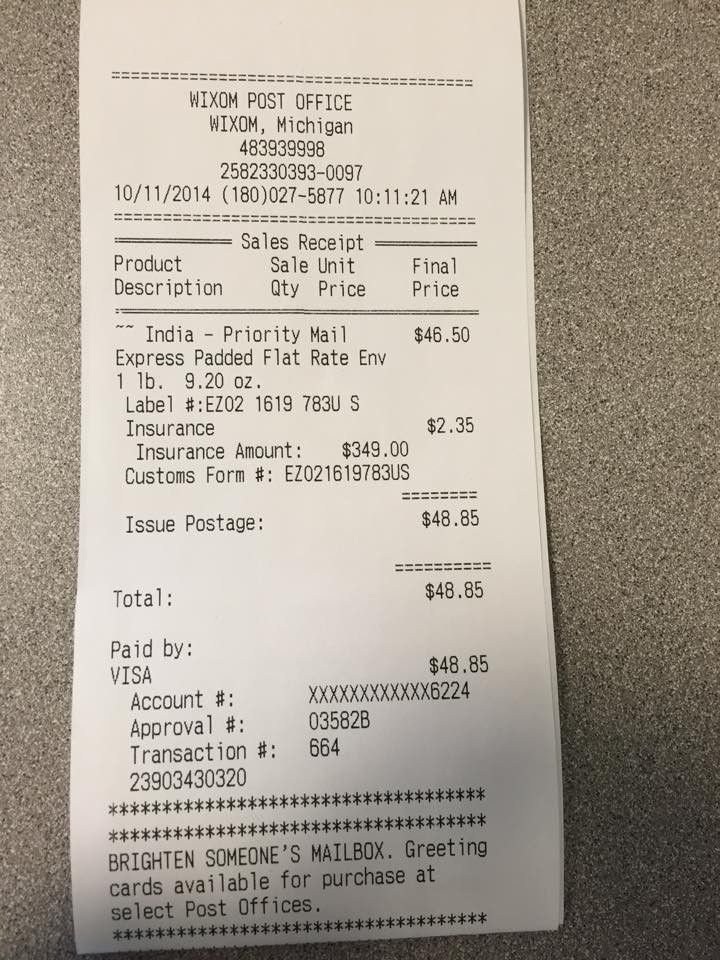 ======================================
WIXOM POST OFFICE
WIXOM, Michigan
483939998
2582330393-0097
10/11/2014 (180)027-5877 10:11:21 AM
======================================
Sales Receipt
Product Sale Unit Final
Description Qty Price Price
~~ India - Priority Mail $46.50
Express Padded Flat Rate Env
1 lb. 9.20 oz.
Label #:EZ02 1619 783U S
Insurance $2.35
Insurance Amount: $349.00
Customs Form #: EZ021619783US
========
Issue Postage: $48.85
==========
Total: $48.85
Paid by:
VISA $48.85
Account #: XXXXXXXXXXXX6224
Approval #: 03582B
Transaction #: 664
23903430320
************************************
************************************
BRIGHTEN SOMEONE'S MAILBOX. Greeting
cards available for purchase at
select Post Offices.
************************************